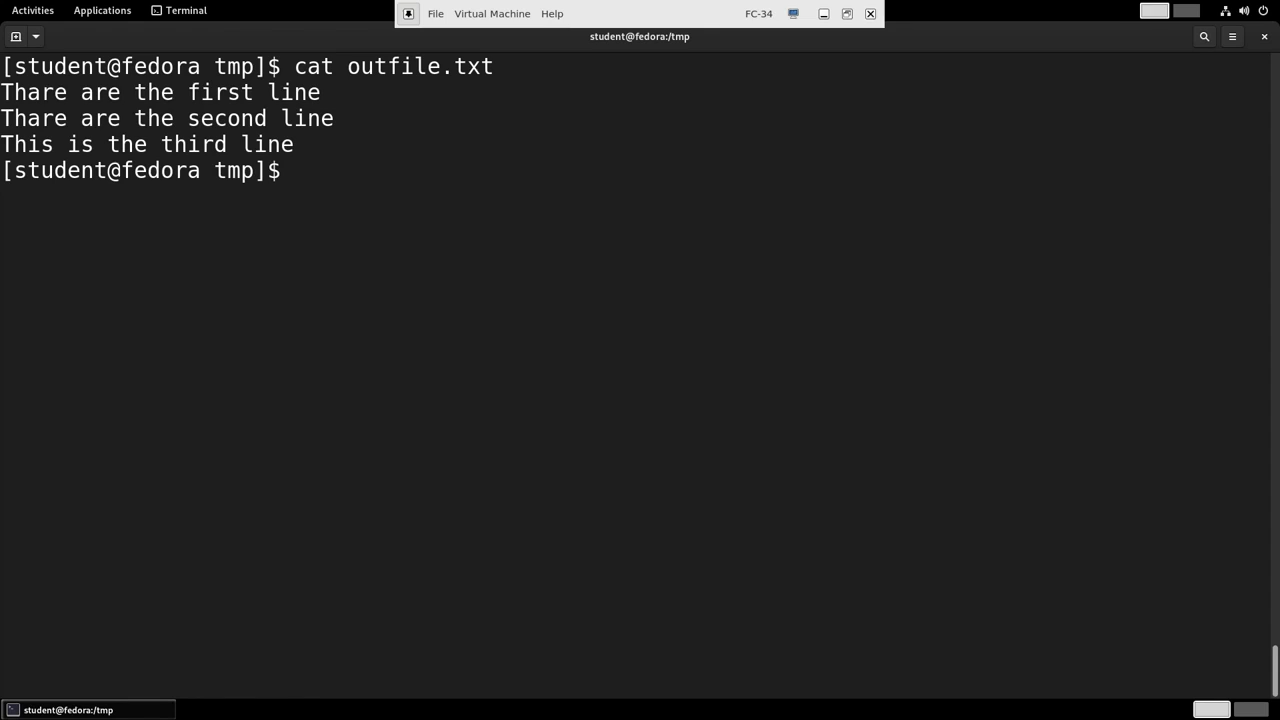 Activities Applications Terminal
File Virtual Machine Help FC-34
student@fedora:/tmp
[student@fedora tmp]$ cat outfile.txt
Thare are the first line
Thare are the second line
This is the third line
[student@fedora tmp]$
student@fedora:/tmp